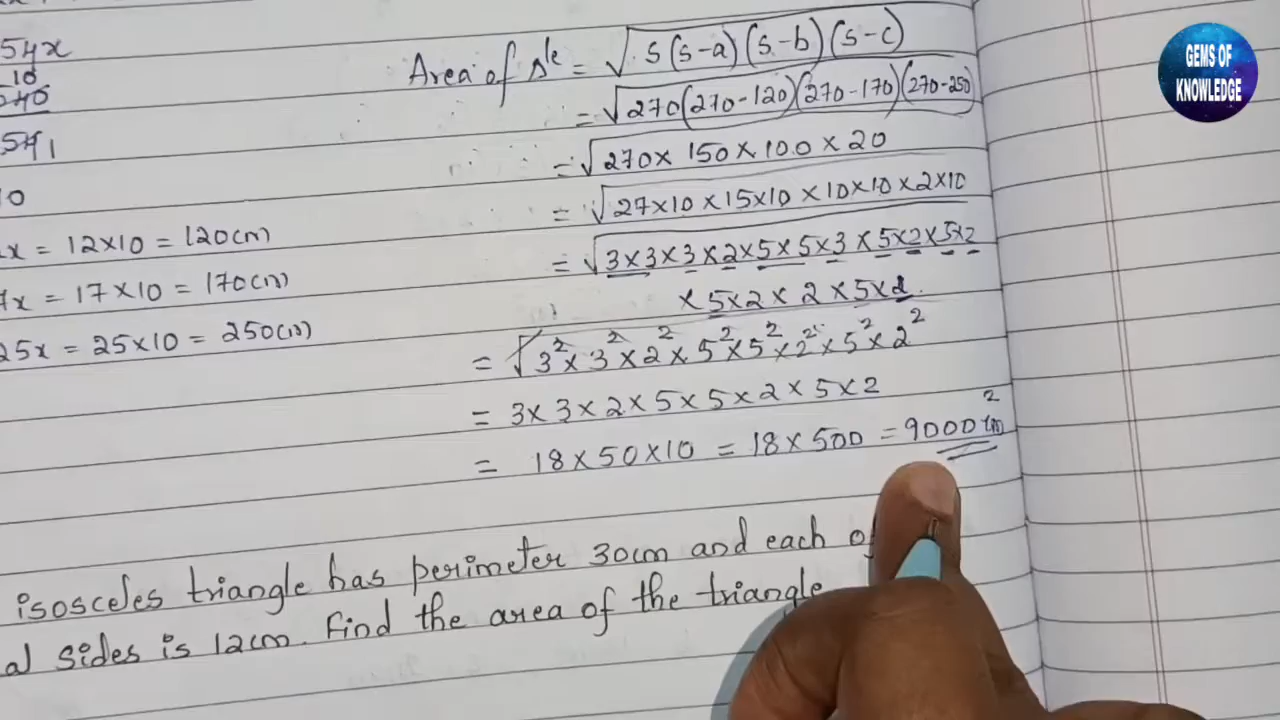 54x
10
540
541
10
x = 12×10 = 120cm
7x = 17×10 = 170cm
25x = 25×10 = 250cm
Area of Δle = √s(s-a)(s-b)(s-c)
= √270(270-120)(270-170)(270-250)
= √270× 150×100×20
= √27×10×15×10×10×10×2×10
= √3×3×3×2×5×5×3×5×2×5×2
×5×2×2×5×2
= √3²×3²×2²×5²×5²×2²×5²×2²
= 3×3×2×5×5×2×5×2
= 18×50×10 = 18×500 = 9000cm²
isosceles triangle has perimeter 30cm and each of
al sides is 12cm. Find the area of the triangle
GEMS OF
KNOWLEDGE